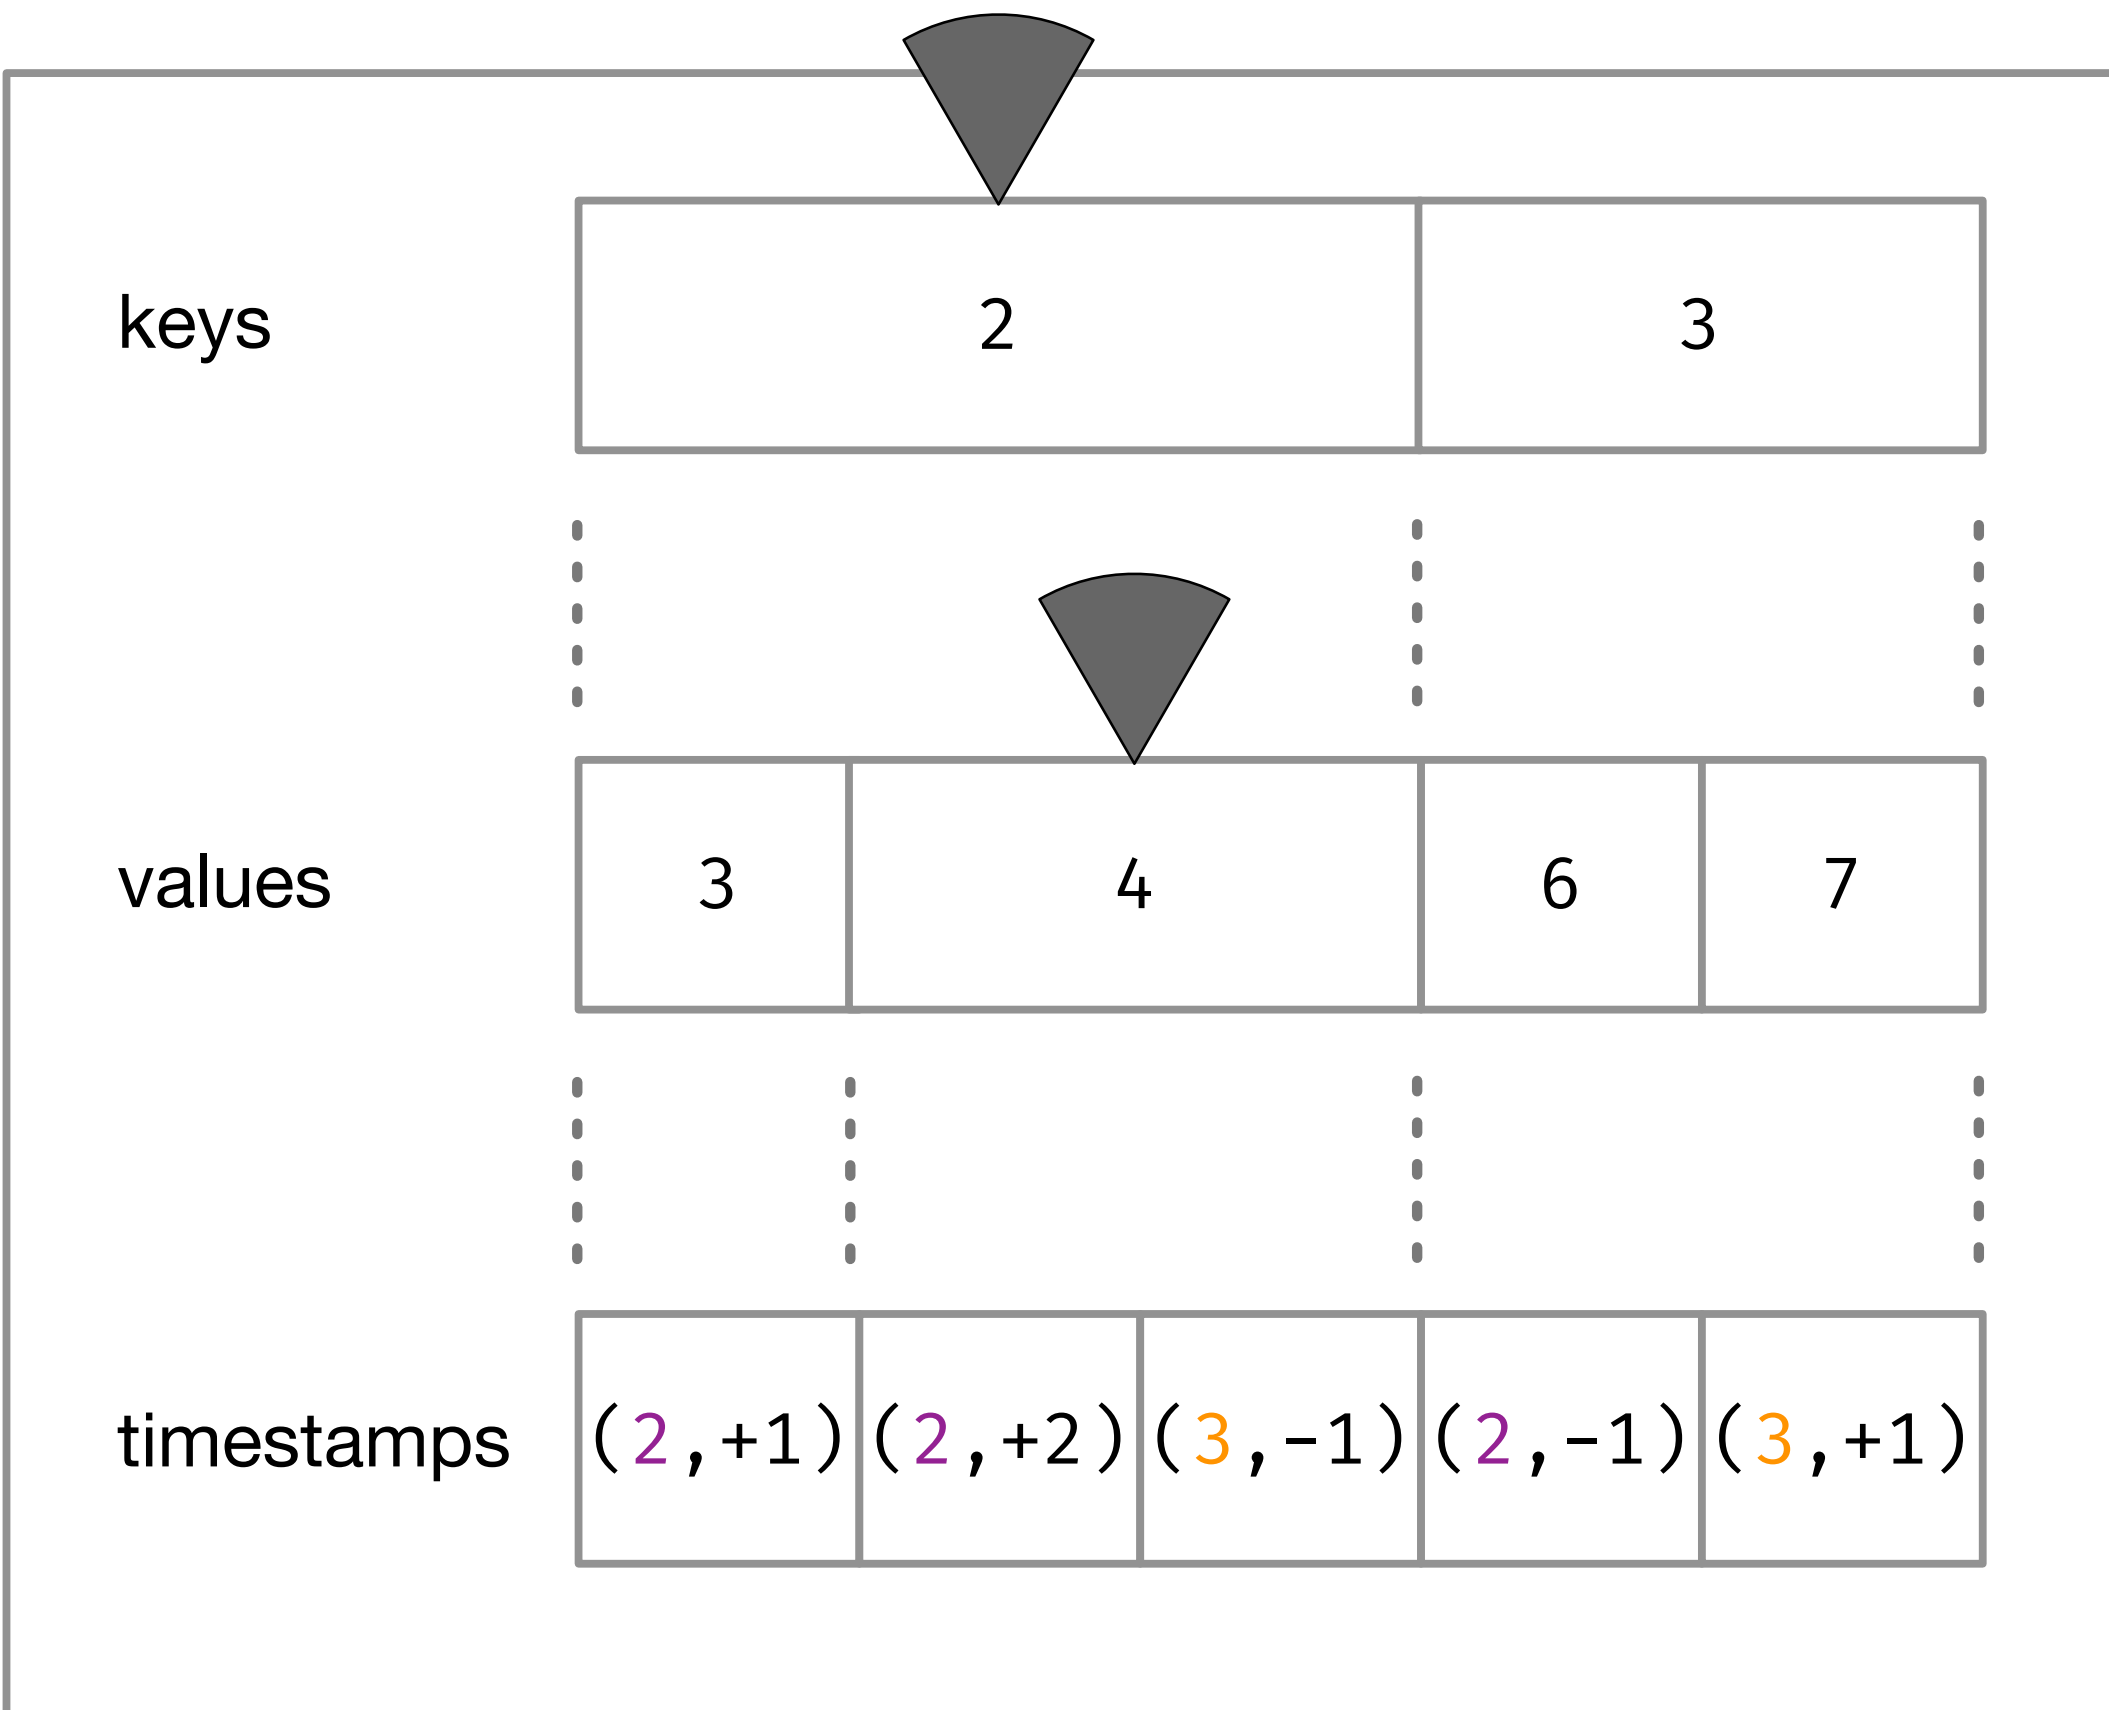 keys 2 3
values 3 4 6 7
timestamps (2,+1) (2,+2) (3,-1) (2,-1) (3,+1)